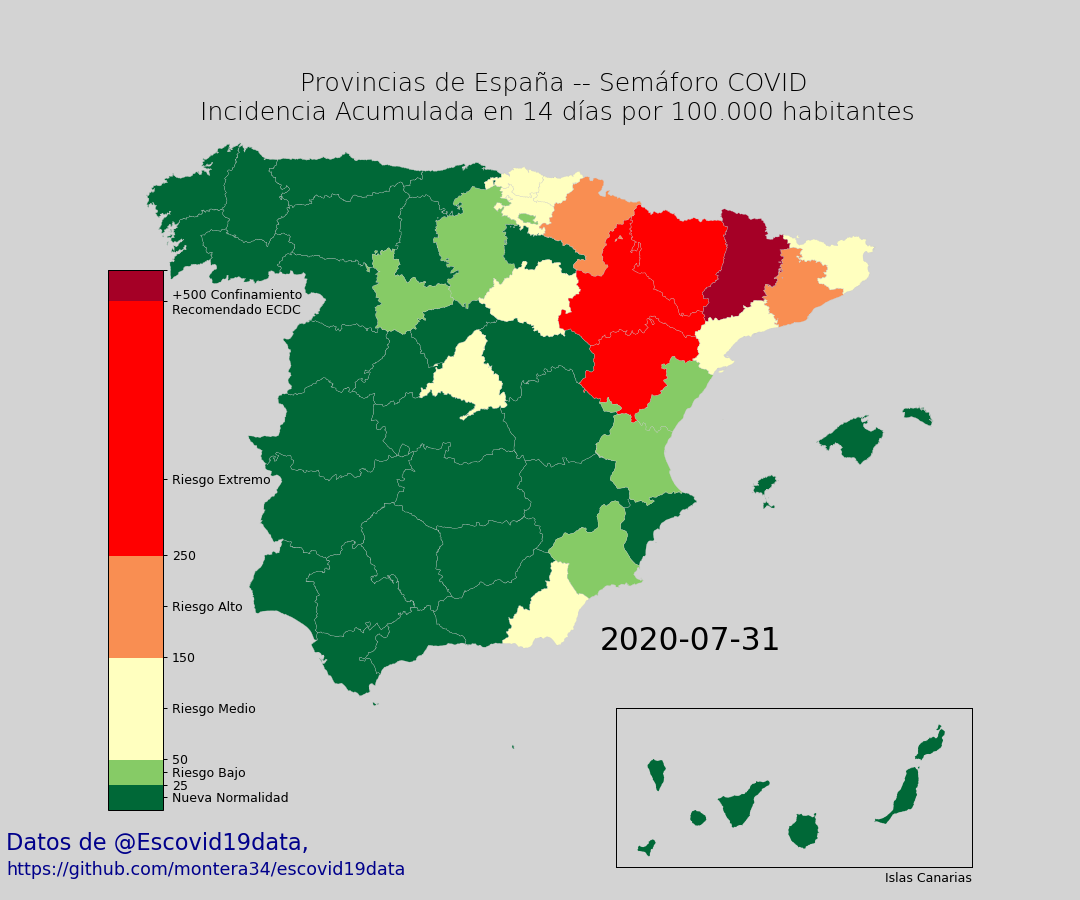 Provincias de España -- Semáforo COVID
Incidencia Acumulada en 14 días por 100.000 habitantes
+500 Confinamiento
Recomendado ECDC
Riesgo Extremo
250
Riesgo Alto
150
Riesgo Medio
50
Riesgo Bajo
25
Nueva Normalidad
2020-07-31
Islas Canarias
Datos de @Escovid19data,
https://github.com/montera34/escovid19data